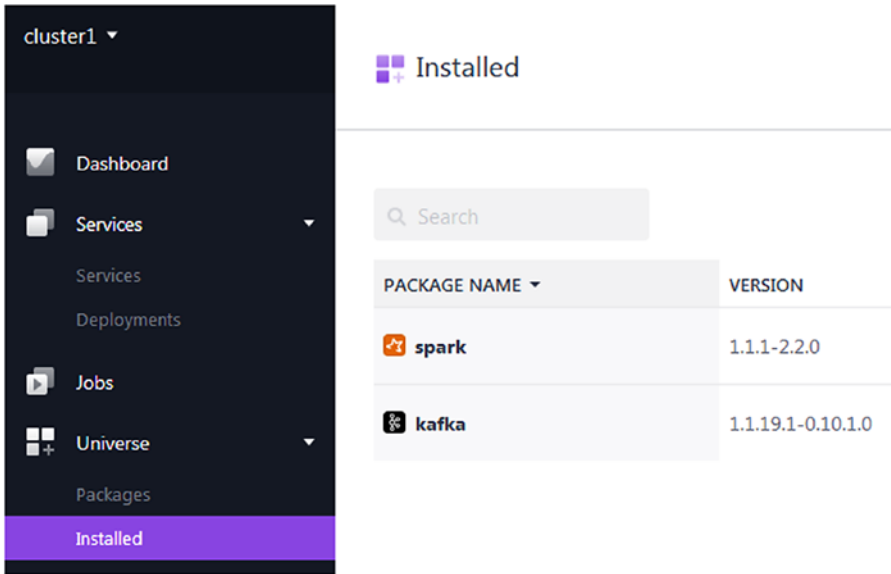 cluster1
Dashboard
Services
Services
Deployments
Jobs
Universe
Packages
Installed
Installed
Search
PACKAGE NAME VERSION
spark 1.1.1-2.2.0
kafka 1.1.19.1-0.10.1.0